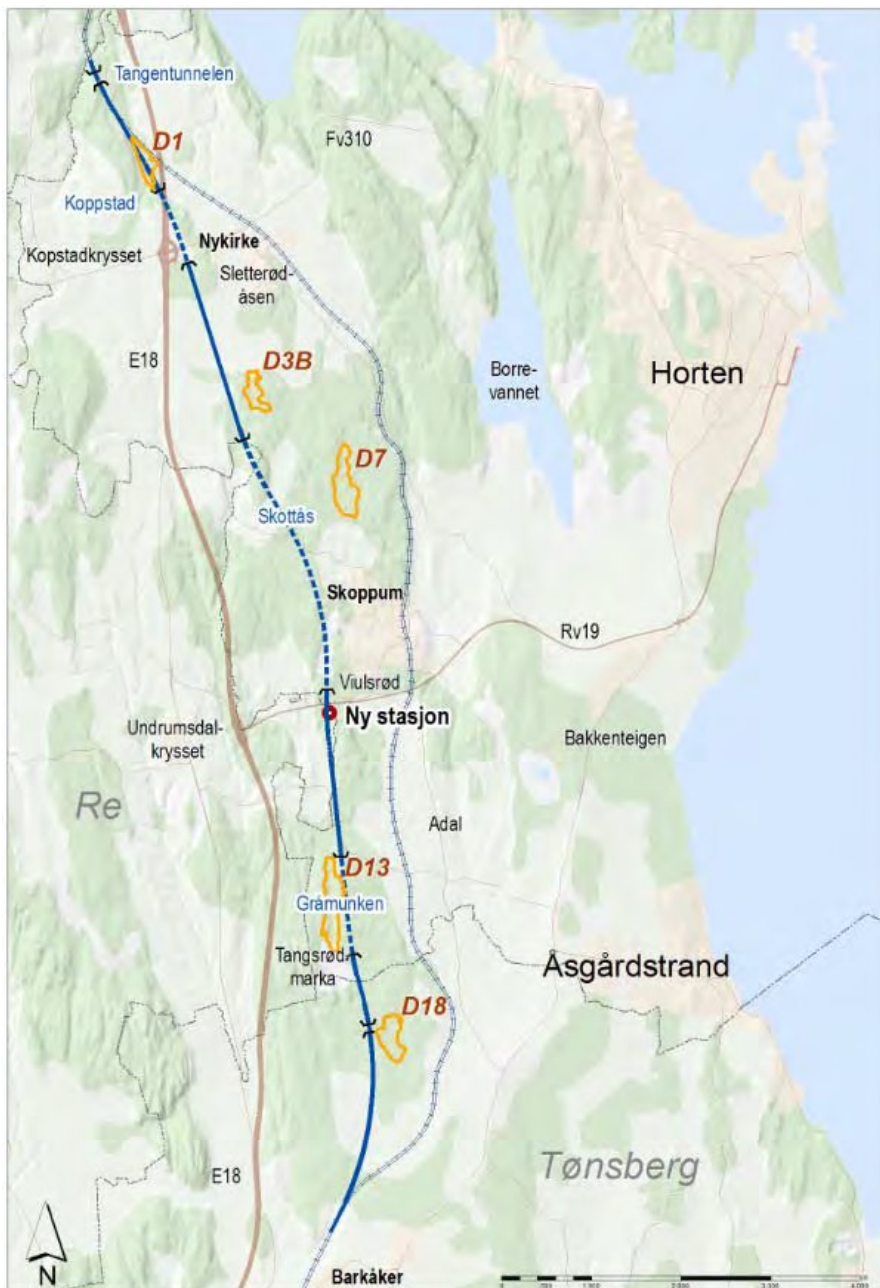 Tangentunnelen
D1
Fv310
Koppstad
Nykirke
Kopstadkrysset
Sletterød-
åsen
E18
D3B
Borre-
vannet
Horten
D7
Skottås
Skoppum
Rv19
Viulsrød
Ny stasjon
Undrumsdal-
krysset
Bakkenteigen
Re
Adal
D13
Gråmunken
Tangsrød
marka
Åsgårdstrand
D18
E18
Tønsberg
N
Barkåker
0